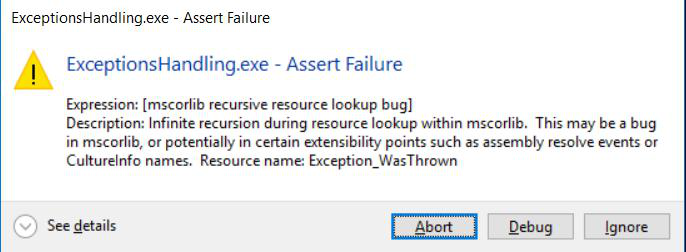 ExceptionsHandling.exe - Assert Failure
ExceptionsHandling.exe - Assert Failure
Expression: [mscorlib recursive resource lookup bug]
Description: Infinite recursion during resource lookup within mscorlib.  This may be a bug
in mscorlib, or potentially in certain extensibility points such as assembly resolve events or
CultureInfo names.  Resource name: Exception_WasThrown
See details
Abort
Debug
Ignore